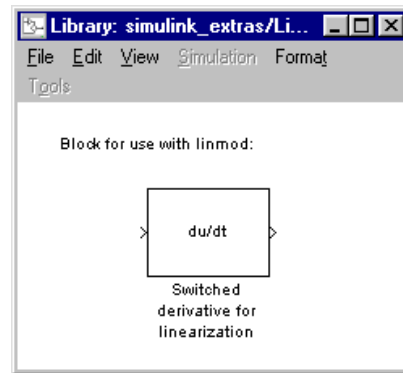 Library: simulink_extras/Li...
File Edit View Simulation Format
Tools
Block for use with linmod:
du/dt
Switched
derivative for
linearization